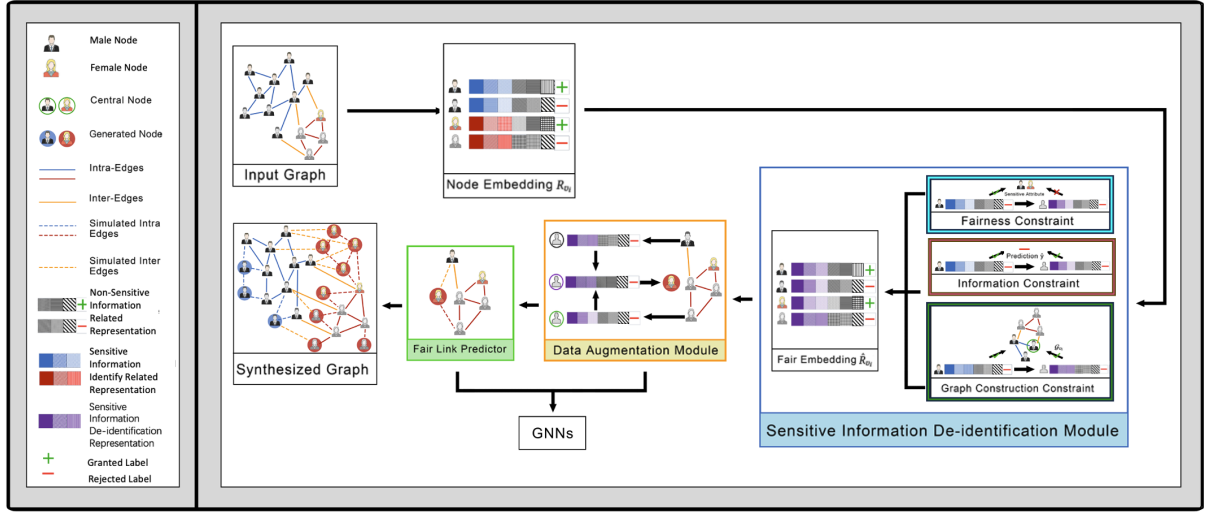 Male Node
Female Node
Central Node
Generated Node
Intra-Edges
Inter-Edges
Simulated Intra
Edges
Simulated Inter
Edges
Non-Sensitive
Information
Related
Representation
Sensitive
Information
Identify Related
Representation
Sensitive
Information
De-identification
Representation
Granted Label
Rejected Label
Input Graph
Node Embedding R_{υ_i}
Sensitive Attribute
Fairness Constraint
Prediction ŷ
Information Constraint
Graph Construction Constraint
Fair Embedding R̂_{υ_i}
Sensitive Information De-identification Module
Data Augmentation Module
Fair Link Predictor
Synthesized Graph
GNNs